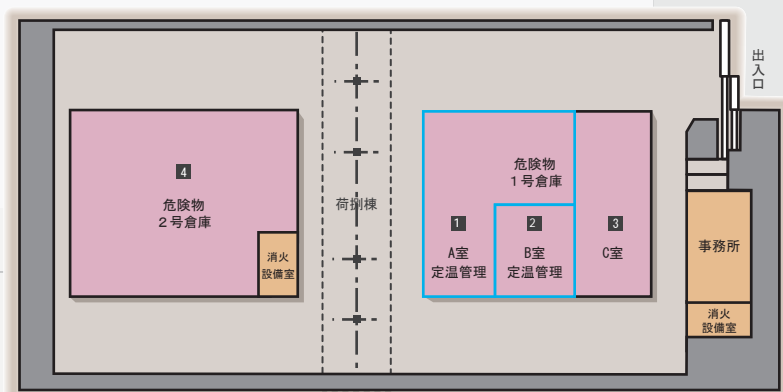 出入口
4
危険物
2号倉庫
消火
設備室
荷捌棟
危険物
1号倉庫
1
A室
定温管理
2
B室
定温管理
3
C室
事務所
消火
設備室